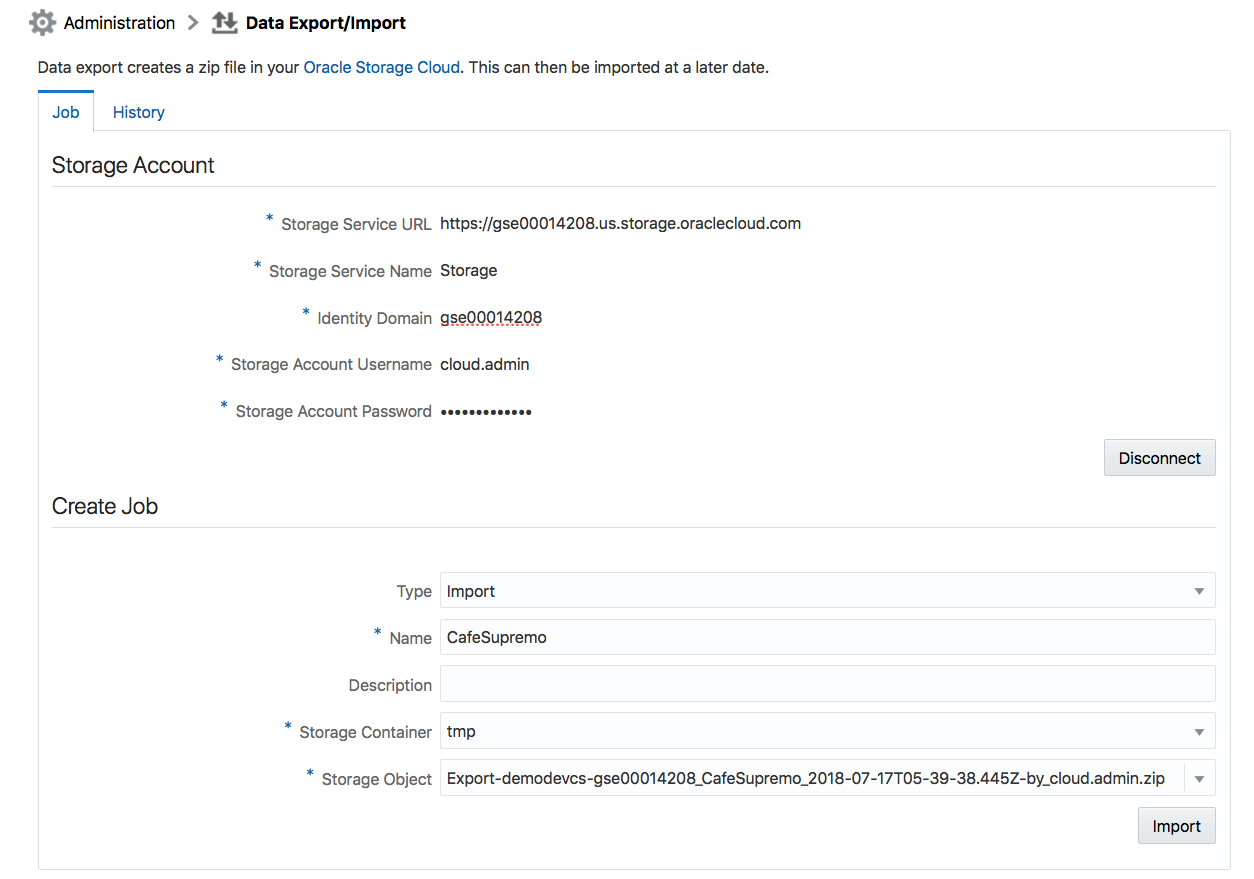 Administration > Data Export/Import
Data export creates a zip file in your Oracle Storage Cloud. This can then be imported at a later date.
Job History
Storage Account
* Storage Service URL https://gse00014208.us.storage.oraclecloud.com
* Storage Service Name Storage
* Identity Domain gse00014208
* Storage Account Username cloud.admin
* Storage Account Password •••••••••••••
Disconnect
Create Job
Type Import
* Name CafeSupremo
Description
* Storage Container tmp
* Storage Object Export-demodevcs-gse00014208_CafeSupremo_2018-07-17T05-39-38.445Z-by_cloud.admin.zip
Import